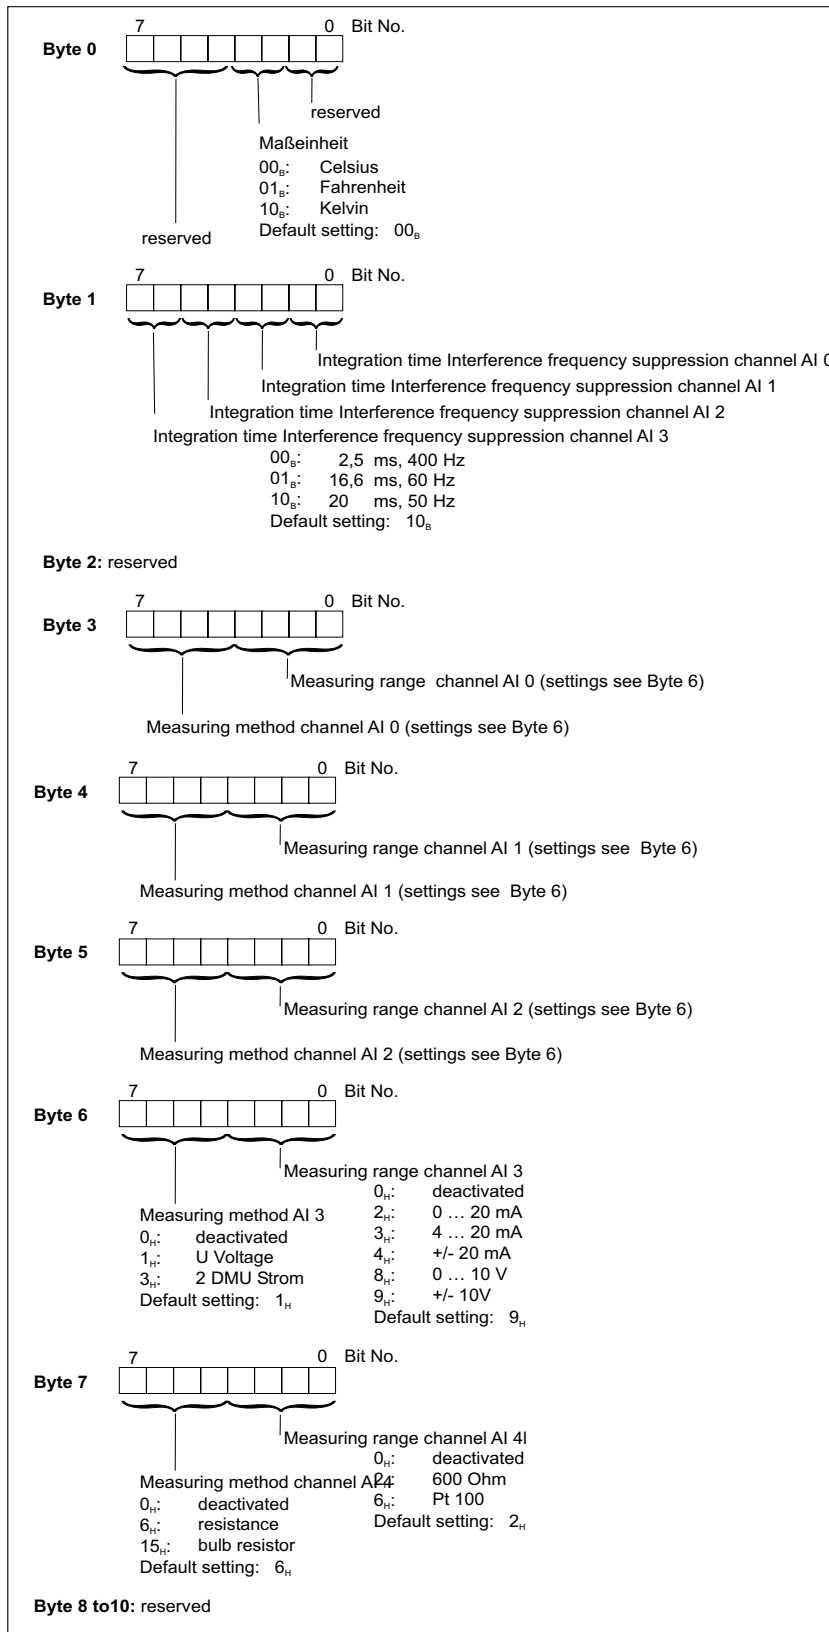 7 0 Bit No.
Byte 0
reserved
Maßeinheit
00B: Celsius
01B: Fahrenheit
10B: Kelvin
Default setting: 00B
reserved
7 0 Bit No.
Byte 1
Integration time Interference frequency suppression channel AI 0
Integration time Interference frequency suppression channel AI 1
Integration time Interference frequency suppression channel AI 2
Integration time Interference frequency suppression channel AI 3
00B: 2,5 ms, 400 Hz
01B: 16,6 ms, 60 Hz
10B: 20 ms, 50 Hz
Default setting: 10B
Byte 2: reserved
7 0 Bit No.
Byte 3
Measuring range channel AI 0 (settings see Byte 6)
Measuring method channel AI 0 (settings see Byte 6)
7 0 Bit No.
Byte 4
Measuring range channel AI 1 (settings see Byte 6)
Measuring method channel AI 1 (settings see Byte 6)
7 0 Bit No.
Byte 5
Measuring range channel AI 2 (settings see Byte 6)
Measuring method channel AI 2 (settings see Byte 6)
7 0 Bit No.
Byte 6
Measuring range channel AI 3
0H: deactivated
2H: 0 … 20 mA
3H: 4 … 20 mA
4H: +/- 20 mA
8H: 0 … 10 V
9H: +/- 10V
Default setting: 9H
Measuring method AI 3
0H: deactivated
1H: U Voltage
3H: 2 DMU Strom
Default setting: 1H
7 0 Bit No.
Byte 7
Measuring range channel AI 4I
0H: deactivated
2H: 600 Ohm
6H: Pt 100
Default setting: 2H
Measuring method channel AI 4
0H: deactivated
6H: resistance
15H: bulb resistor
Default setting: 6H
Byte 8 to10: reserved